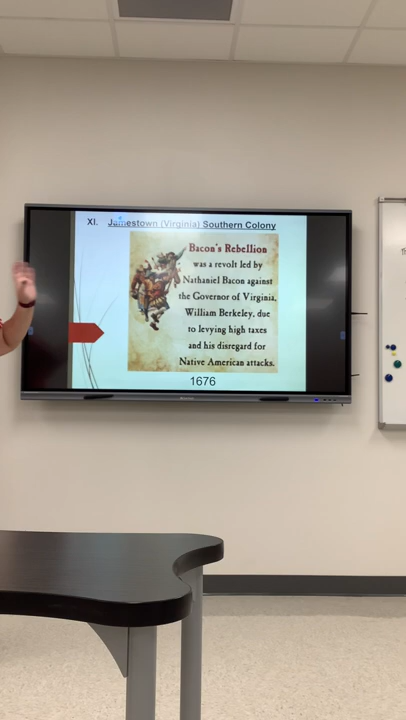 XI. Jamestown (Virginia) Southern Colony
Bacon's Rebellion
was a revolt led by
Nathaniel Bacon against
the Governor of Virginia,
William Berkeley, due
to levying high taxes
and his disregard for
Native American attacks.
1676